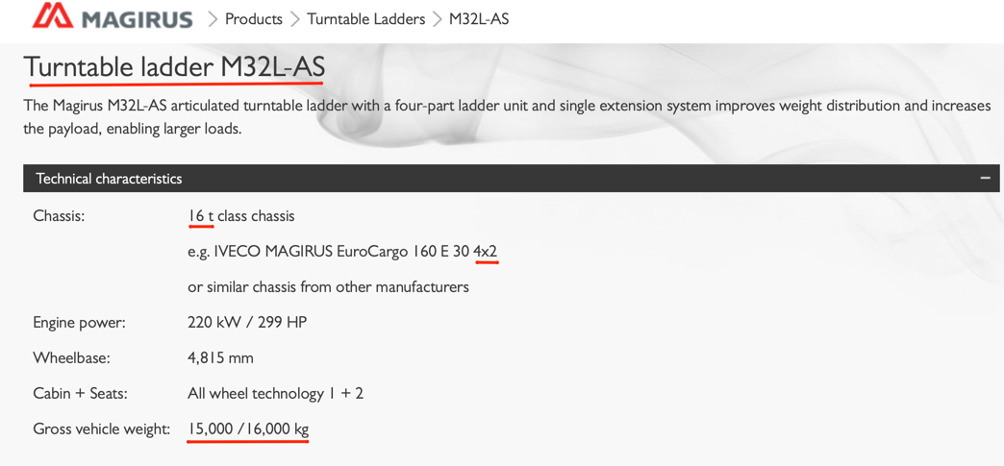 MAGIRUS > Products > Turntable Ladders > M32L-AS
Turntable ladder M32L-AS
The Magirus M32L-AS articulated turntable ladder with a four-part ladder unit and single extension system improves weight distribution and increases
the payload, enabling larger loads.
Technical characteristics –
Chassis: 16 t class chassis
e.g. IVECO MAGIRUS EuroCargo 160 E 30 4x2
or similar chassis from other manufacturers
Engine power: 220 kW / 299 HP
Wheelbase: 4,815 mm
Cabin + Seats: All wheel technology 1 + 2
Gross vehicle weight: 15,000 /16,000 kg